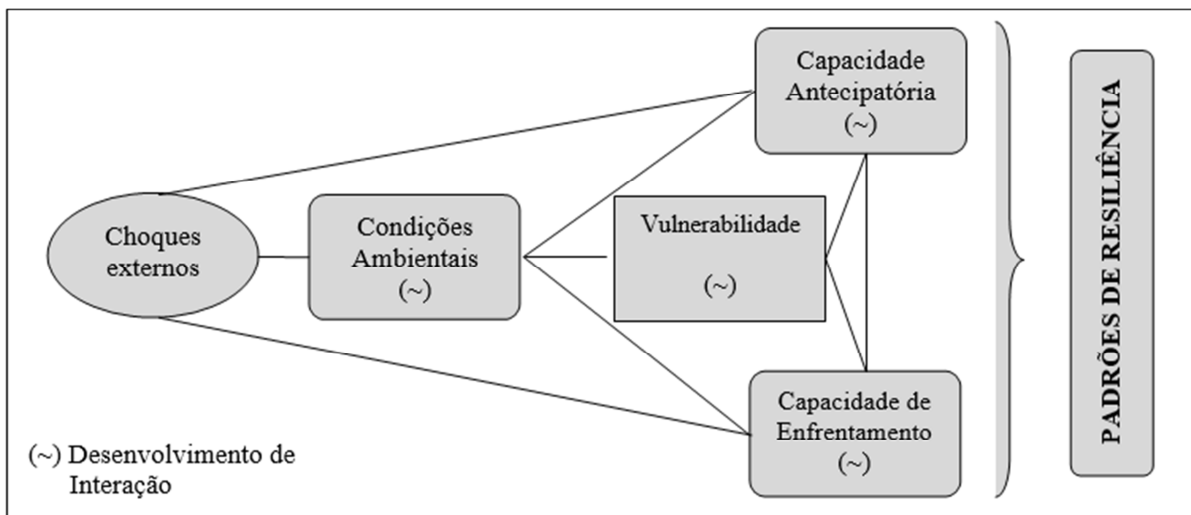 Capacidade
Antecipatória
(~)
Choques
externos
Condições
Ambientais
(~)
Vulnerabilidade
(~)
Capacidade de
Enfrentamento
(~)
PADRÕES DE RESILIÊNCIA
(~) Desenvolvimento de
Interação